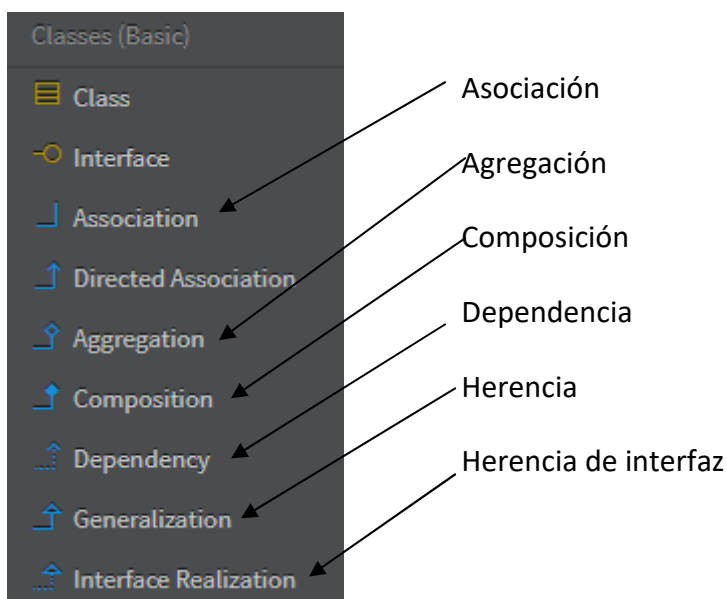 Classes (Basic)
Class
Interface
Association
Directed Association
Aggregation
Composition
Dependency
Generalization
Interface Realization
Asociación
Agregación
Composición
Dependencia
Herencia
Herencia de interfaz